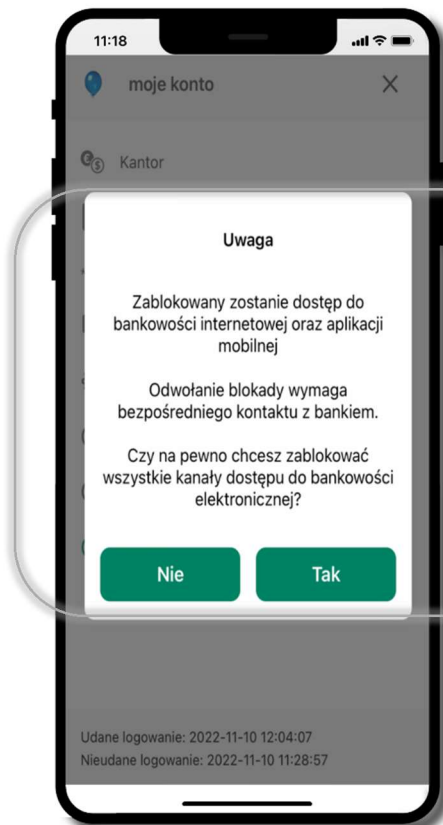 11:18
moje konto
Kantor
Uwaga
Zablokowany zostanie dostęp do
bankowości internetowej oraz aplikacji
mobilnej
Odwołanie blokady wymaga
bezpośredniego kontaktu z bankiem.
Czy na pewno chcesz zablokować
wszystkie kanały dostępu do bankowości
elektronicznej?
Nie
Tak
Udane logowanie: 2022-11-10 12:04:07
Nieudane logowanie: 2022-11-10 11:28:57